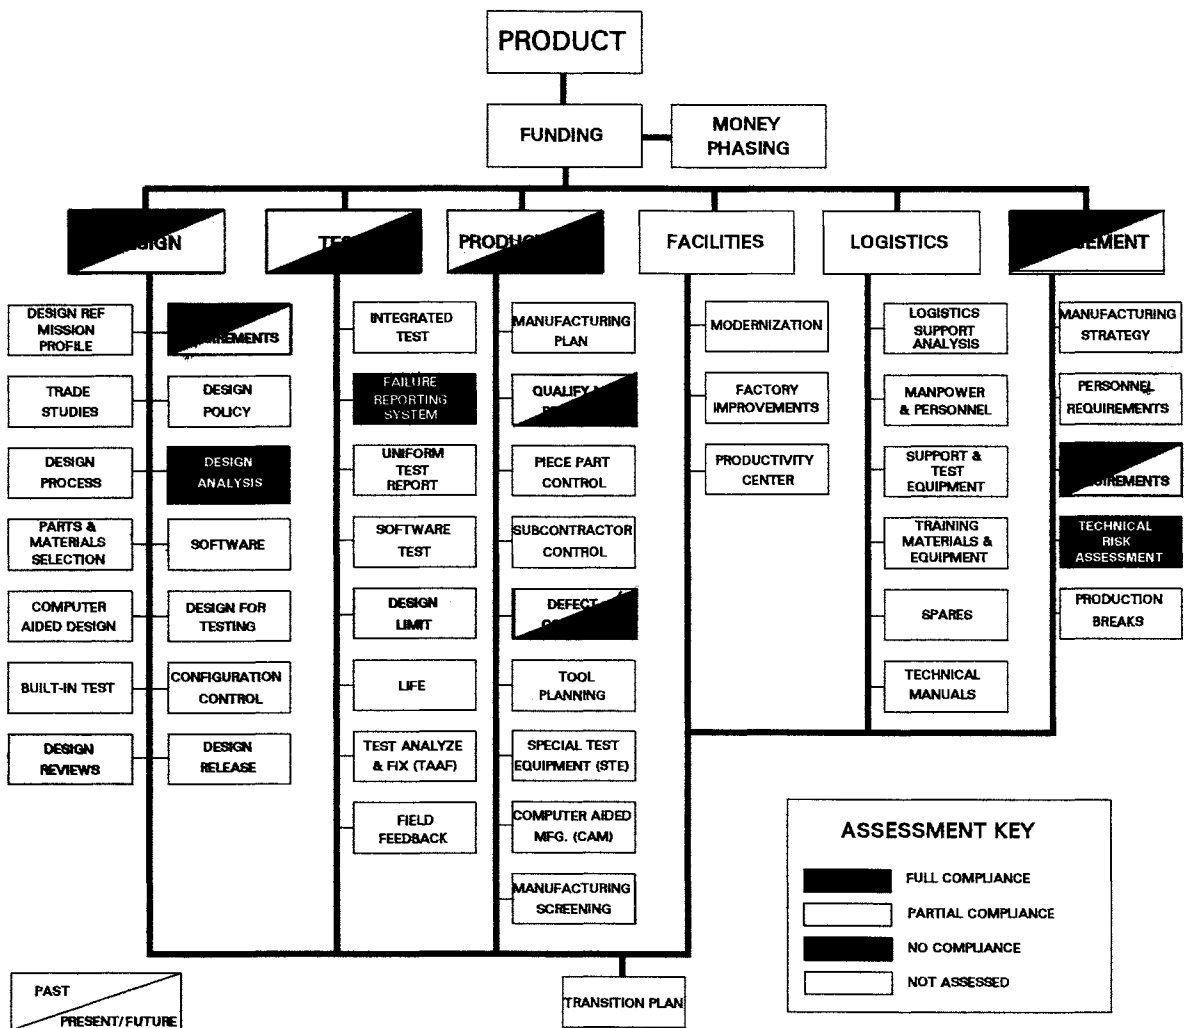 PRODUCT
FUNDING
MONEY
PHASING
FACILITIES
LOGISTICS
DESIGN REF
MISSION
PROFILE
TRADE
STUDIES
DESIGN
PROCESS
PARTS &
MATERIALS
SELECTION
COMPUTER
AIDED DESIGN
BUILT-IN TEST
DESIGN
REVIEWS
DESIGN
POLICY
DESIGN
ANALYSIS
SOFTWARE
DESIGN FOR
TESTING
CONFIGURATION
CONTROL
DESIGN
RELEASE
INTEGRATED
TEST
FAILURE
REPORTING
SYSTEM
UNIFORM
TEST
REPORT
SOFTWARE
TEST
DESIGN
LIMIT
LIFE
TEST ANALYZE
& FIX (TAAF)
FIELD
FEEDBACK
MANUFACTURING
PLAN
QUALIFY
PIECE PART
CONTROL
SUBCONTRACTOR
CONTROL
DEFECT
TOOL
PLANNING
SPECIAL TEST
EQUIPMENT (STE)
COMPUTER AIDED
MFG. (CAM)
MANUFACTURING
SCREENING
MODERNIZATION
FACTORY
IMPROVEMENTS
PRODUCTIVITY
CENTER
LOGISTICS
SUPPORT
ANALYSIS
MANPOWER
& PERSONNEL
SUPPORT &
TEST
EQUIPMENT
TRAINING
MATERIALS &
EQUIPMENT
SPARES
TECHNICAL
MANUALS
MANUFACTURING
STRATEGY
PERSONNEL
REQUIREMENTS
TECHNICAL
RISK
ASSESSMENT
PRODUCTION
BREAKS
TRANSITION PLAN
PAST
PRESENT/FUTURE
ASSESSMENT KEY
FULL COMPLIANCE
PARTIAL COMPLIANCE
NO COMPLIANCE
NOT ASSESSED